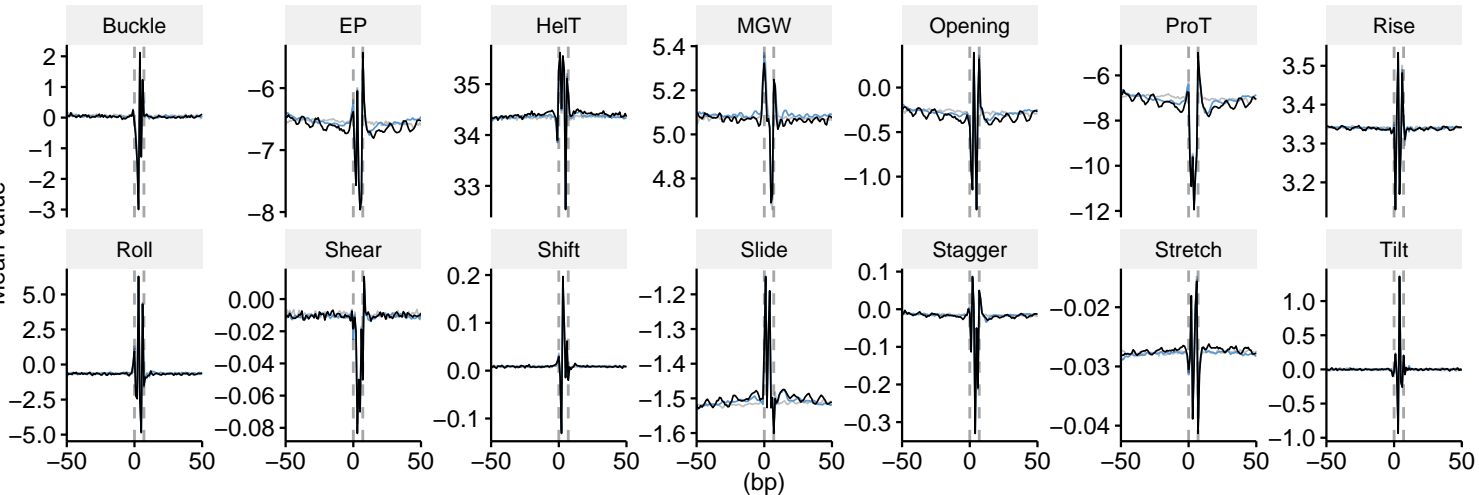 Buckle EP HelT MGW Opening ProT Rise
2 1 0 −1 −2 −3
−6 −7 −8
35 34 33
5.4 5.2 5.0 4.8
0.0 −0.5 −1.0
−6 −8 −10 −12
3.5 3.4 3.3 3.2
Roll Shear Shift Slide Stagger Stretch Tilt
5.0 2.5 0.0 −2.5 −5.0
0.00 −0.02 −0.04 −0.06 −0.08
0.2 0.1 0.0 −0.1
−1.2 −1.3 −1.4 −1.5 −1.6
0.1 0.0 −0.1 −0.2 −0.3
−0.02 −0.03 −0.04
1.0 0.5 0.0 −0.5 −1.0
−50 0 50 −50 0 50 −50 0 50 −50 0 50 −50 0 50 −50 0 50 −50 0 50
(bp)